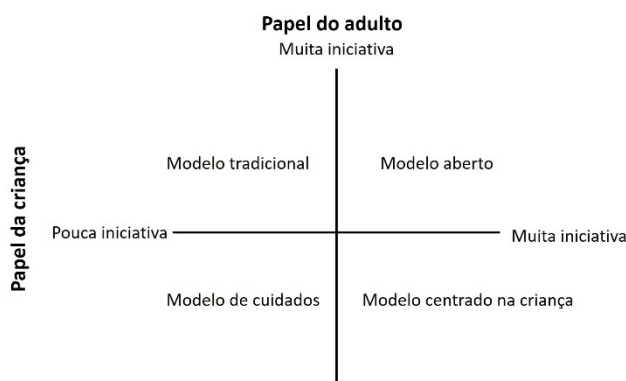 Papel do adulto
Muita iniciativa
Papel da criança
Modelo tradicional
Modelo aberto
Pouca iniciativa
Muita iniciativa
Modelo de cuidados
Modelo centrado na criança